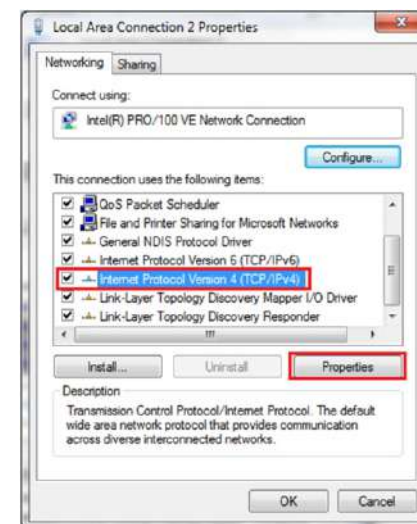 Local Area Connection 2 Properties
Networking Sharing
Connect using:
Intel(R) PRO/100 VE Network Connection
Configure...
This connection uses the following items:
QoS Packet Scheduler
File and Printer Sharing for Microsoft Networks
General NDIS Protocol Driver
Internet Protocol Version 6 (TCP/IPv6)
Internet Protocol Version 4 (TCP/IPv4)
Link-Layer Topology Discovery Mapper I/O Driver
Link-Layer Topology Discovery Responder
Install... Uninstall Properties
Description
Transmission Control Protocol/Internet Protocol. The default
wide area network protocol that provides communication
across diverse interconnected networks.
OK Cancel